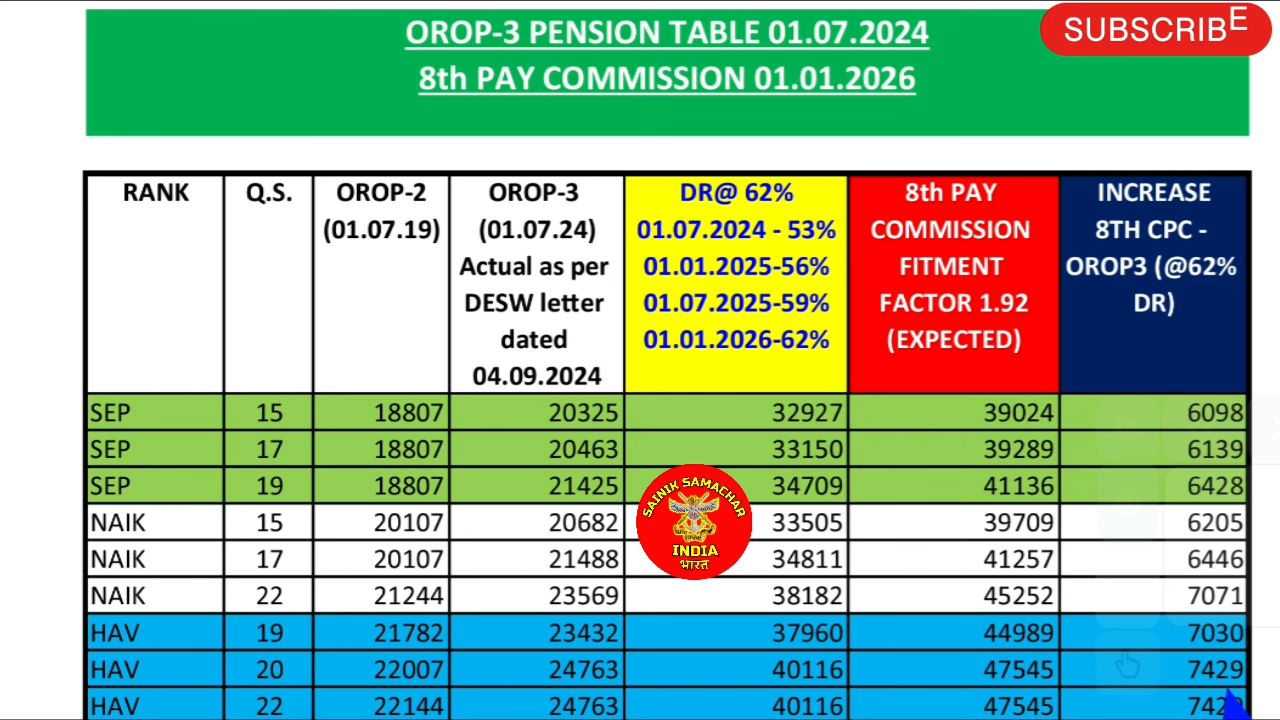 OROP-3 PENSION TABLE 01.07.2024
8th PAY COMMISSION 01.01.2026
SUBSCRIBE
RANK Q.S. OROP-2 (01.07.19) OROP-3 (01.07.24) Actual as per DESW letter dated 04.09.2024 DR@ 62% 01.07.2024 - 53% 01.01.2025-56% 01.07.2025-59% 01.01.2026-62% 8th PAY COMMISSION FITMENT FACTOR 1.92 (EXPECTED) INCREASE 8TH CPC - OROP3 (@62% DR)
SEP 15 18807 20325 32927 39024 6098
SEP 17 18807 20463 33150 39289 6139
SEP 19 18807 21425 34709 41136 6428
NAIK 15 20107 20682 33505 39709 6205
NAIK 17 20107 21488 34811 41257 6446
NAIK 22 21244 23569 38182 45252 7071
HAV 19 21782 23432 37960 44989 7030
HAV 20 22007 24763 40116 47545 7429
HAV 22 22144 24763 40116 47545
SAINIK SAMACHAR
INDIA
भारत